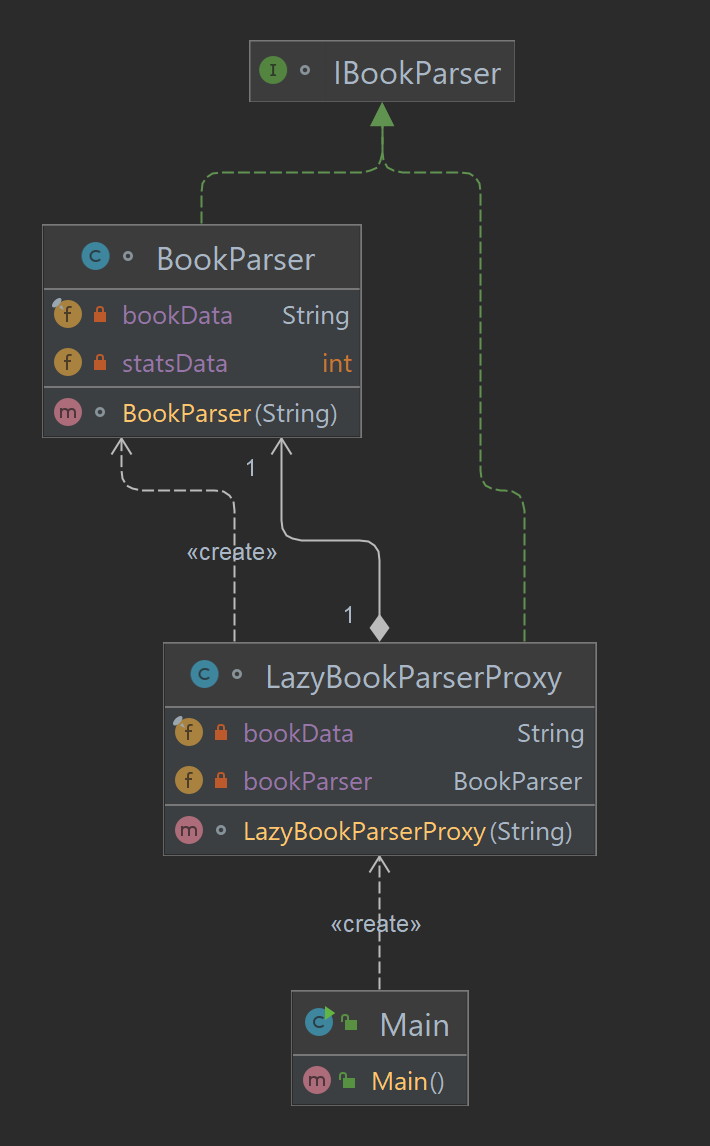 I IBookParser
C BookParser
f bookData String
f statsData int
m BookParser(String)
1
«create»
1
C LazyBookParserProxy
f bookData String
f bookParser BookParser
m LazyBookParserProxy(String)
«create»
C Main
m Main()